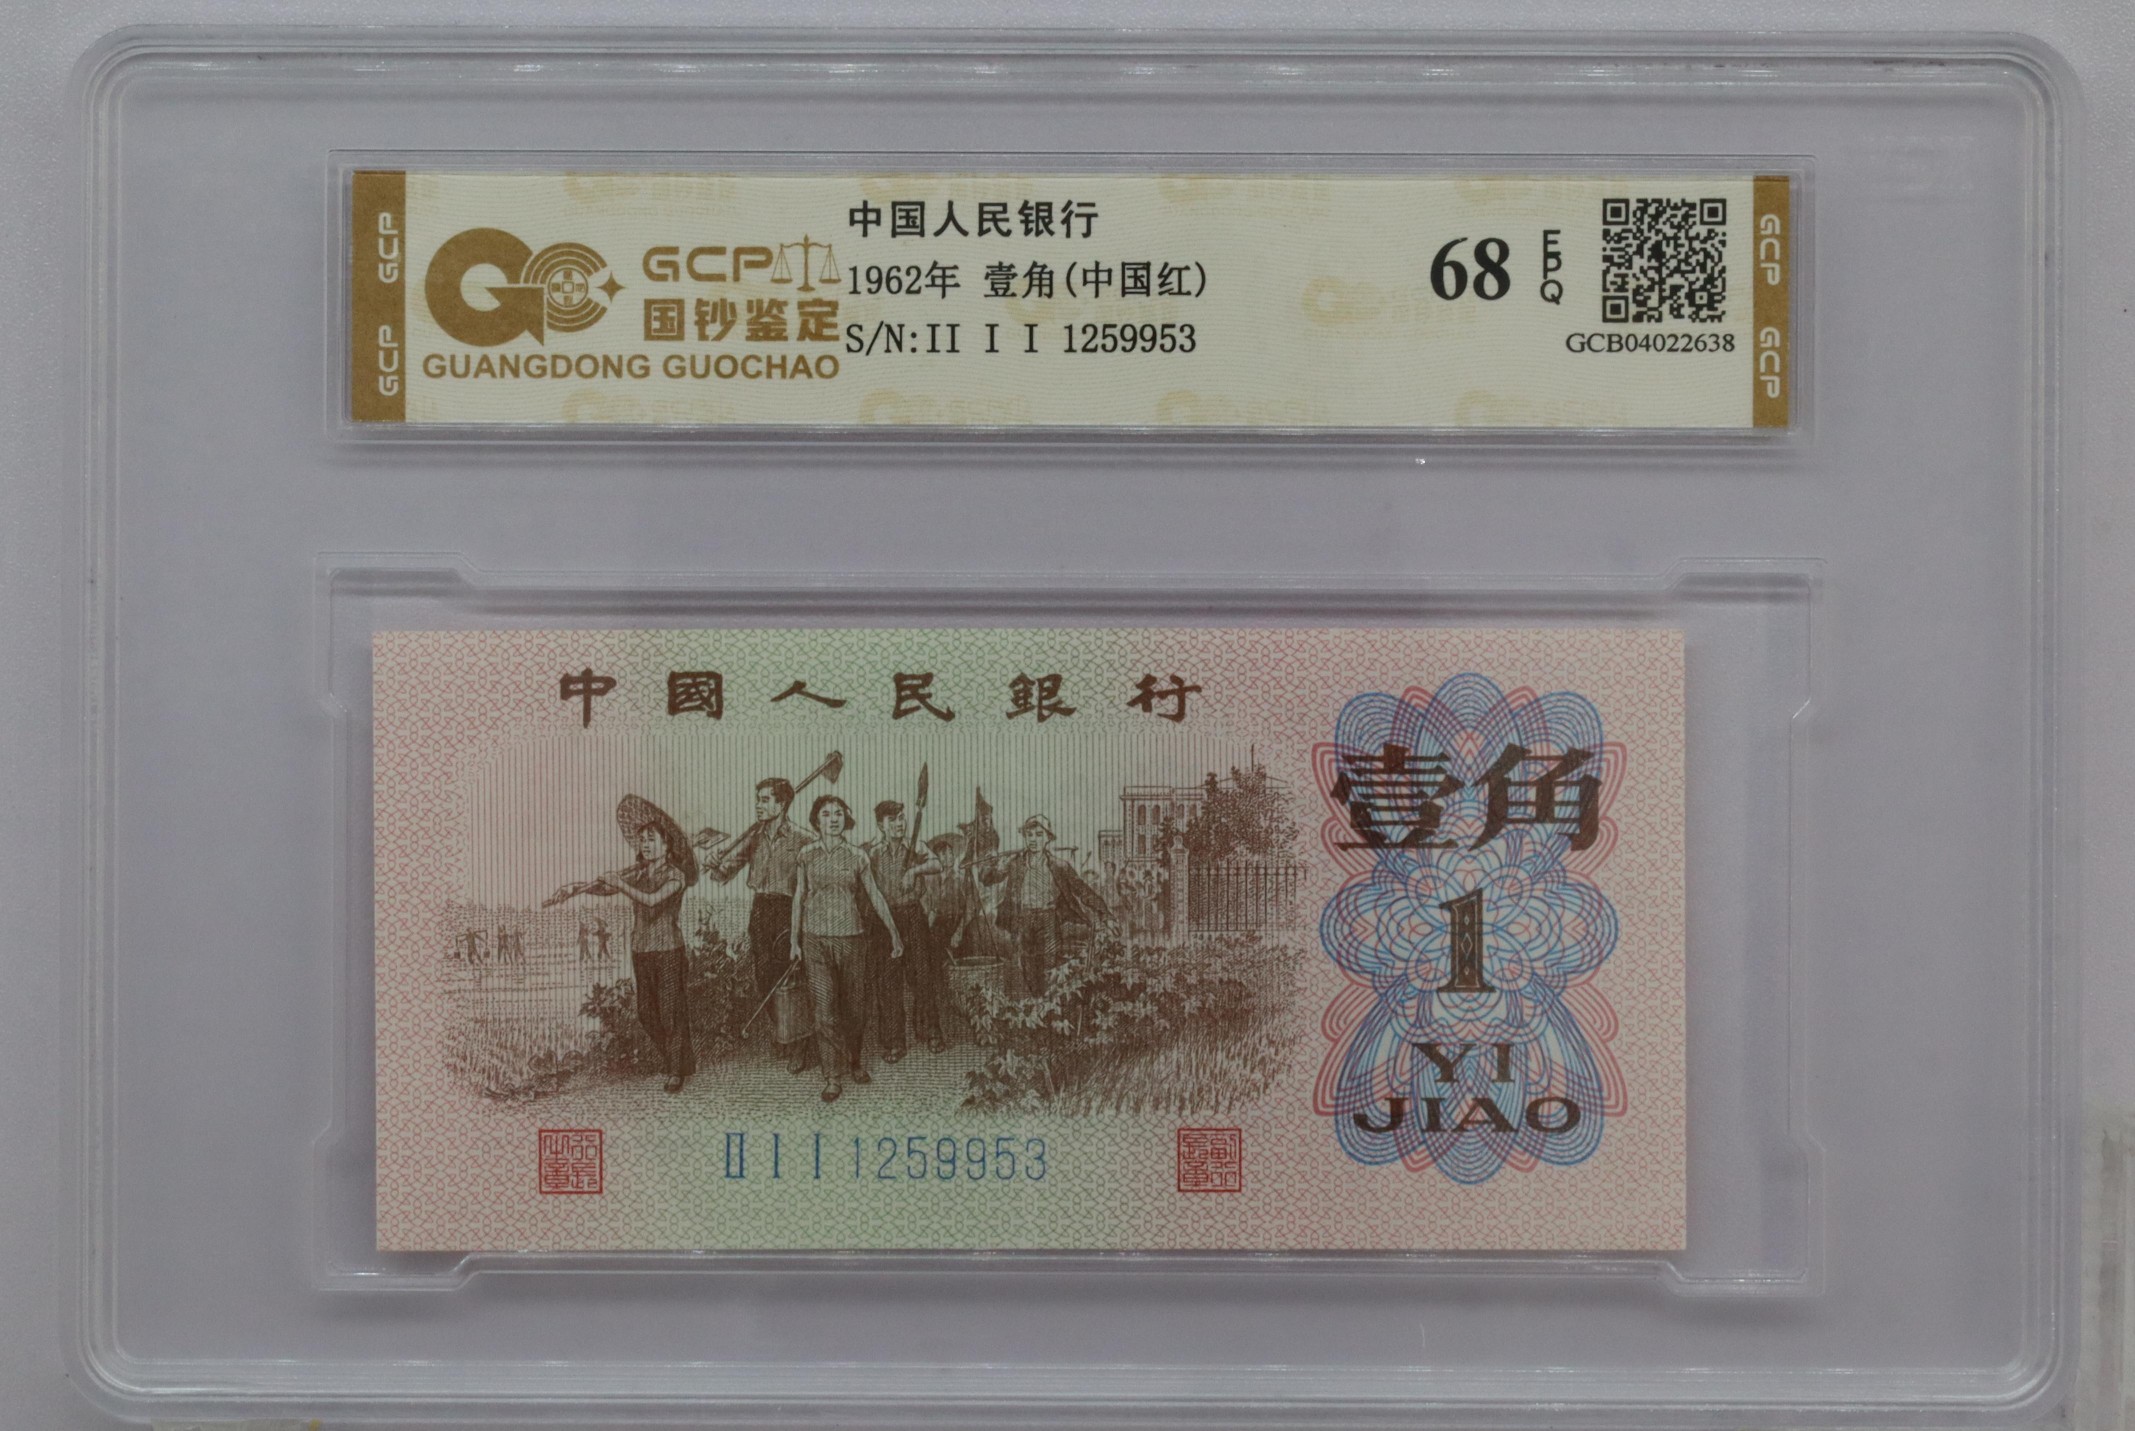 GCP
GCP
GCP
国钞鉴定
GUANGDONG GUOCHAO
中国人民银行
1962年 壹角(中国红)
S/N:II I I 1259953
68
EPQ
GCB04022638
GCP
GCP
中國人民銀行
壹角
1
YI
JIAO
II I I 1259953